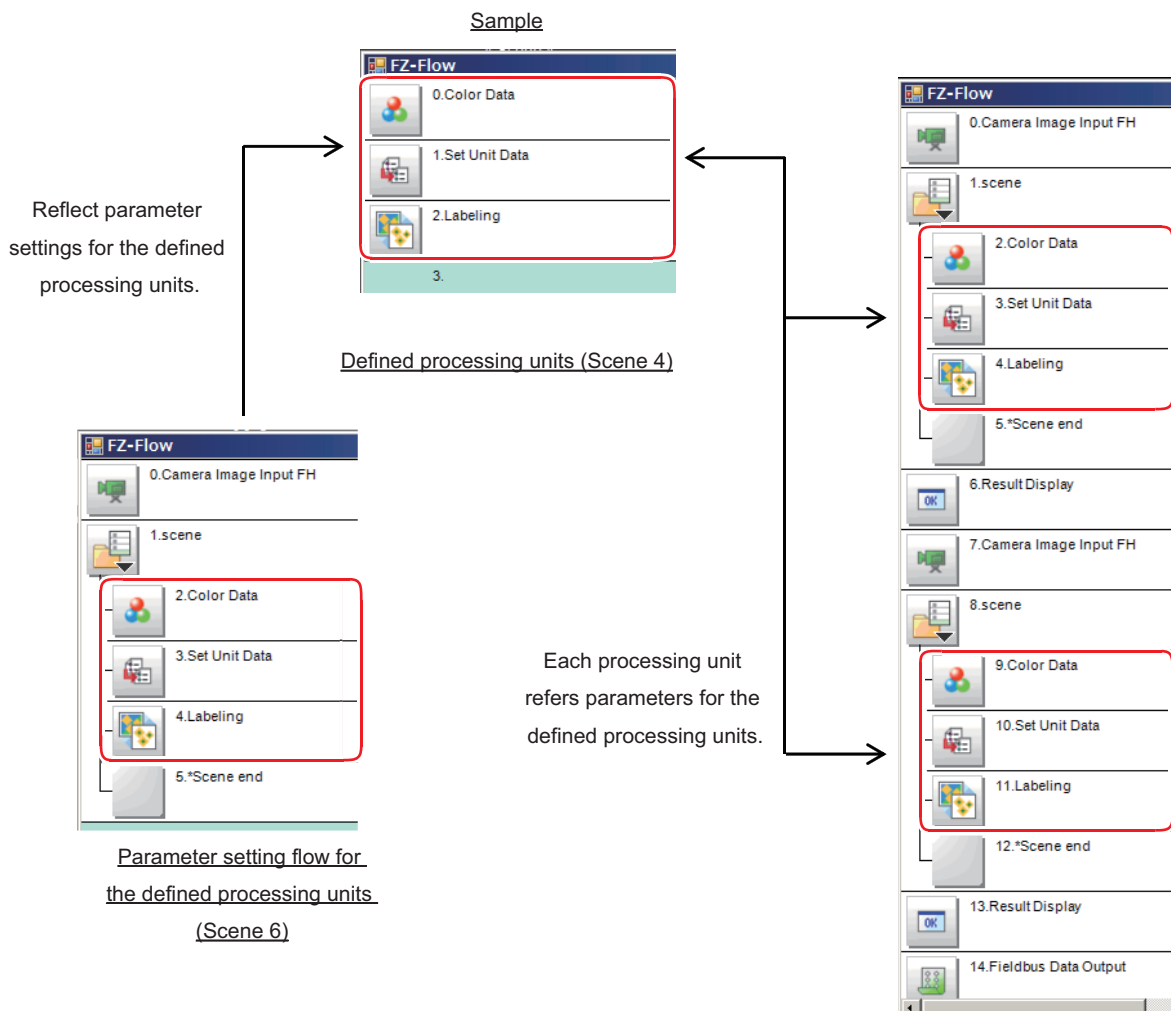 Sample
FZ-Flow
0.Color Data
1.Set Unit Data
2.Labeling
3.
Defined processing units (Scene 4)
Reflect parameter
settings for the defined
processing units.
FZ-Flow
0.Camera Image Input FH
1.scene
2.Color Data
3.Set Unit Data
4.Labeling
5.*Scene end
Parameter setting flow for
the defined processing units
(Scene 6)
Each processing unit
refers parameters for the
defined processing units.
FZ-Flow
0.Camera Image Input FH
1.scene
2.Color Data
3.Set Unit Data
4.Labeling
5.*Scene end
OK
6.Result Display
7.Camera Image Input FH
8.scene
9.Color Data
10.Set Unit Data
11.Labeling
12.*Scene end
OK
13.Result Display
14.Fieldbus Data Output